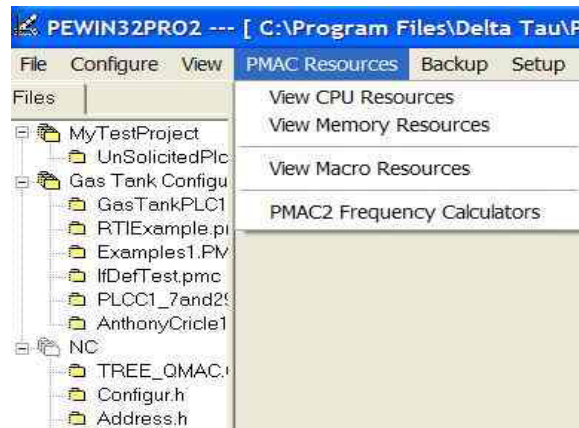 PEWIN32PRO2 --- [ C:\Program Files\Delta Tau\P
File Configure View PMAC Resources Backup Setup
Files
View CPU Resources
View Memory Resources
View Macro Resources
PMAC2 Frequency Calculators
MyTestProject
UnSolicitedPlc
Gas Tank Configu
GasTankPLC1
RTIExample.p
Examples1.PM
IfDefTest.pmc
PLCC1_7and29
AnthonyCricle1
NC
TREE_QMAC.
Configur.h
Address.h